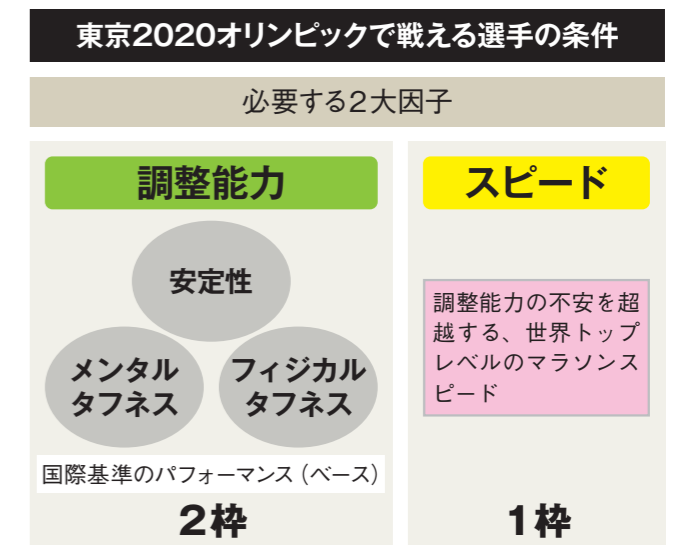 東京2020オリンピックで戦える選手の条件
必要する2大因子
調整能力
安定性
メンタル
タフネス
フィジカル
タフネス
国際基準のパフォーマンス（ベース）
2枠
スピード
調整能力の不安を超
越する、世界トップ
レベルのマラソンス
ピード
1枠